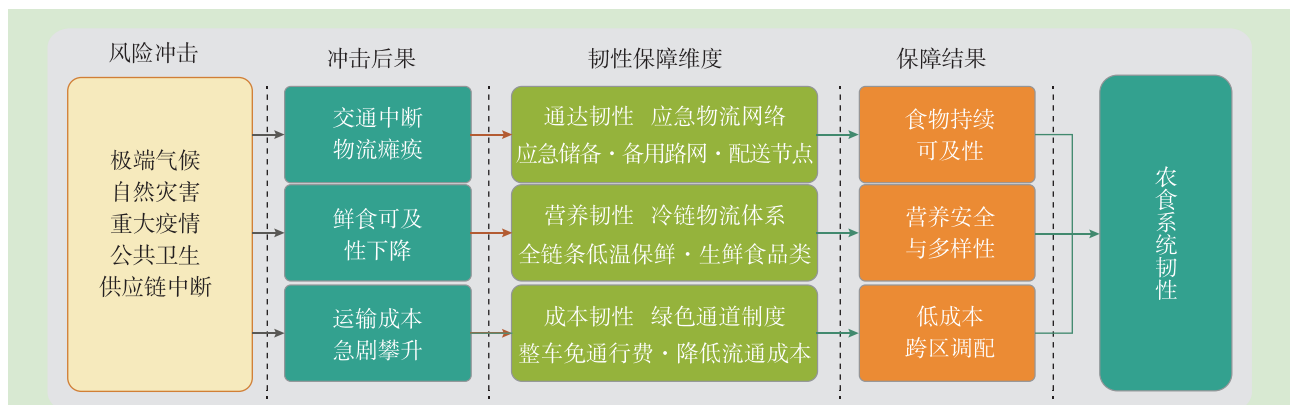 风险冲击
极端气候
自然灾害
重大疫情
公共卫生
供应链中断
冲击后果
交通中断
物流瘫痪
鲜食可及
性下降
运输成本
急剧攀升
韧性保障维度
通达韧性 应急物流网络
应急储备·备用路网·配送节点
营养韧性 冷链物流体系
全链条低温保鲜·生鲜食品类
成本韧性 绿色通道制度
整车免通行费·降低流通成本
保障结果
食物持续
可及性
营养安全
与多样性
低成本
跨区调配
农食系统韧性